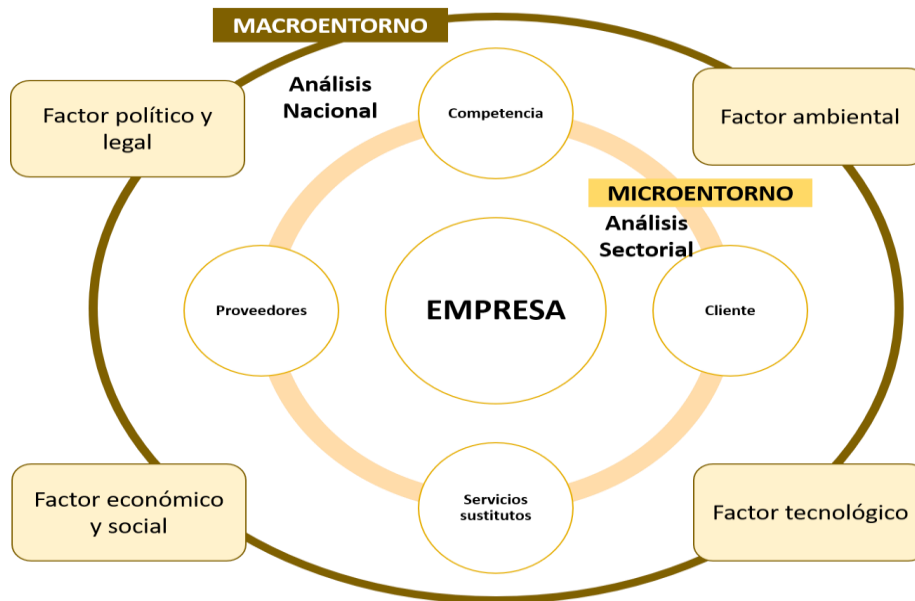 MACROENTORNO
Análisis
Nacional
Factor político y
legal
Competencia
Factor ambiental
MICROENTORNO
Análisis
Sectorial
Proveedores
EMPRESA
Cliente
Factor económico
y social
Servicios
sustitutos
Factor tecnológico